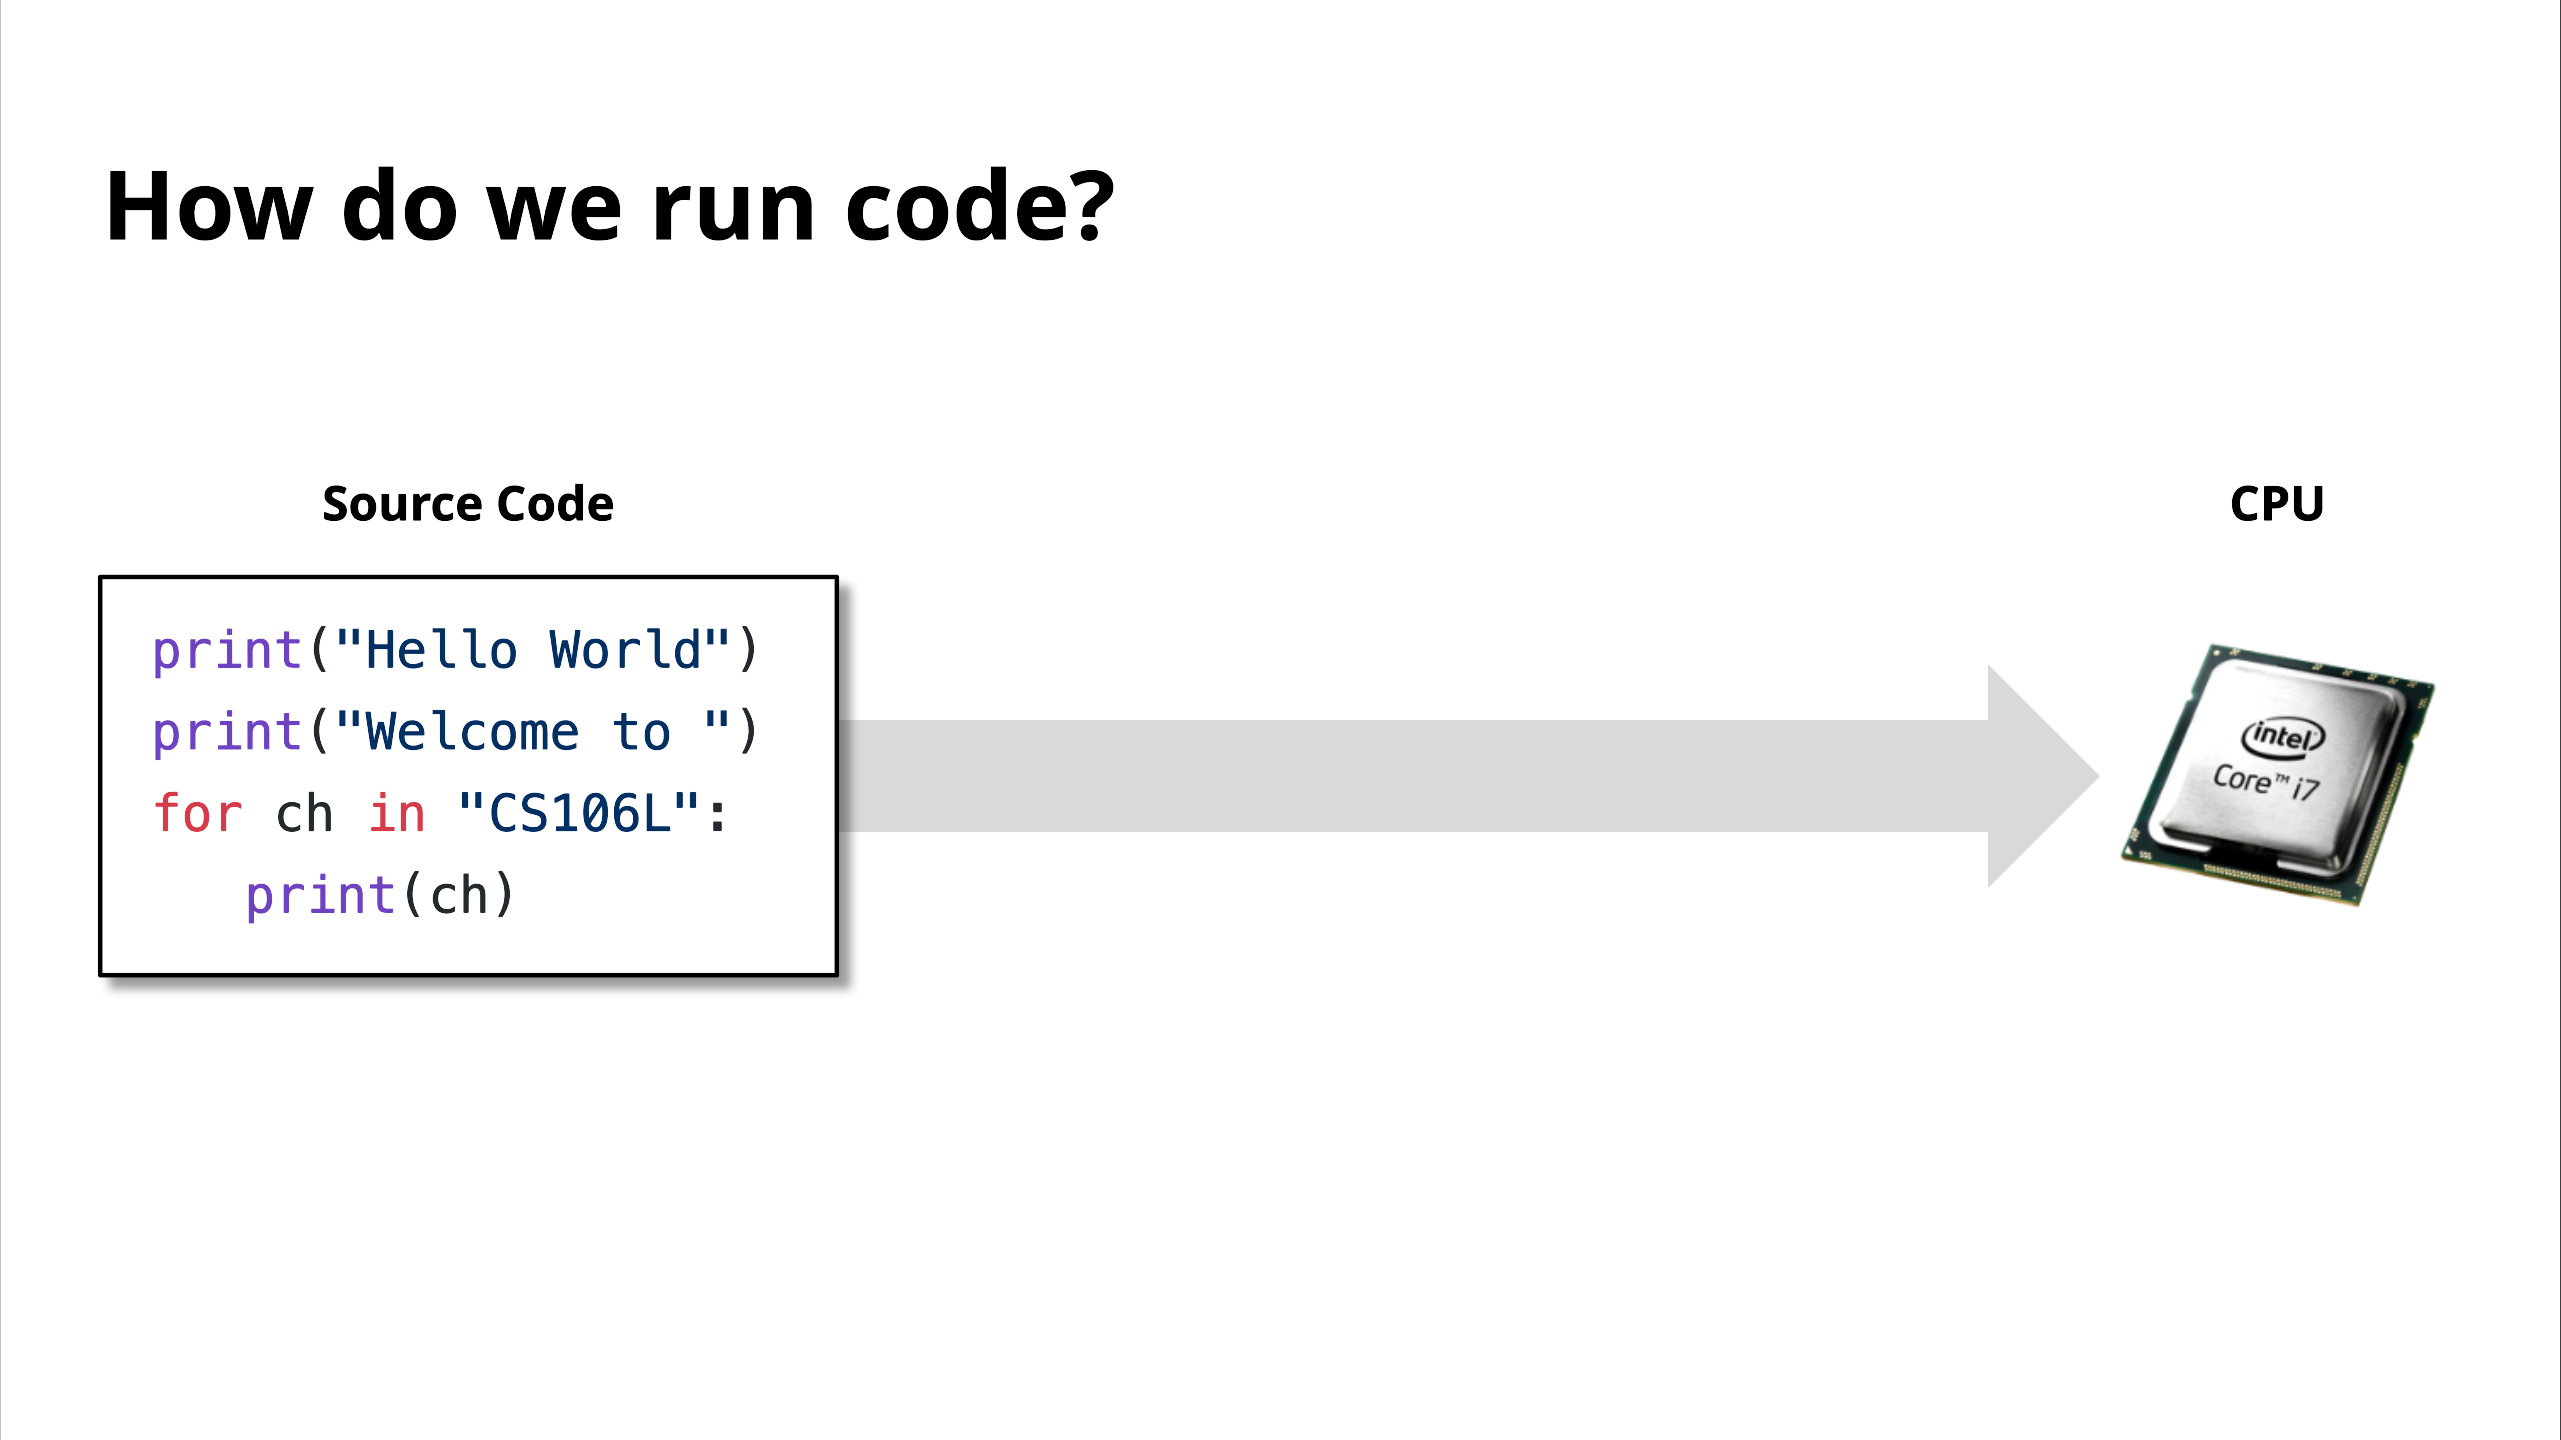 How do we run code?
Source Code
CPU
print("Hello World")
print("Welcome to ")
for ch in "CS106L":
   print(ch)
intel
Core™ i7